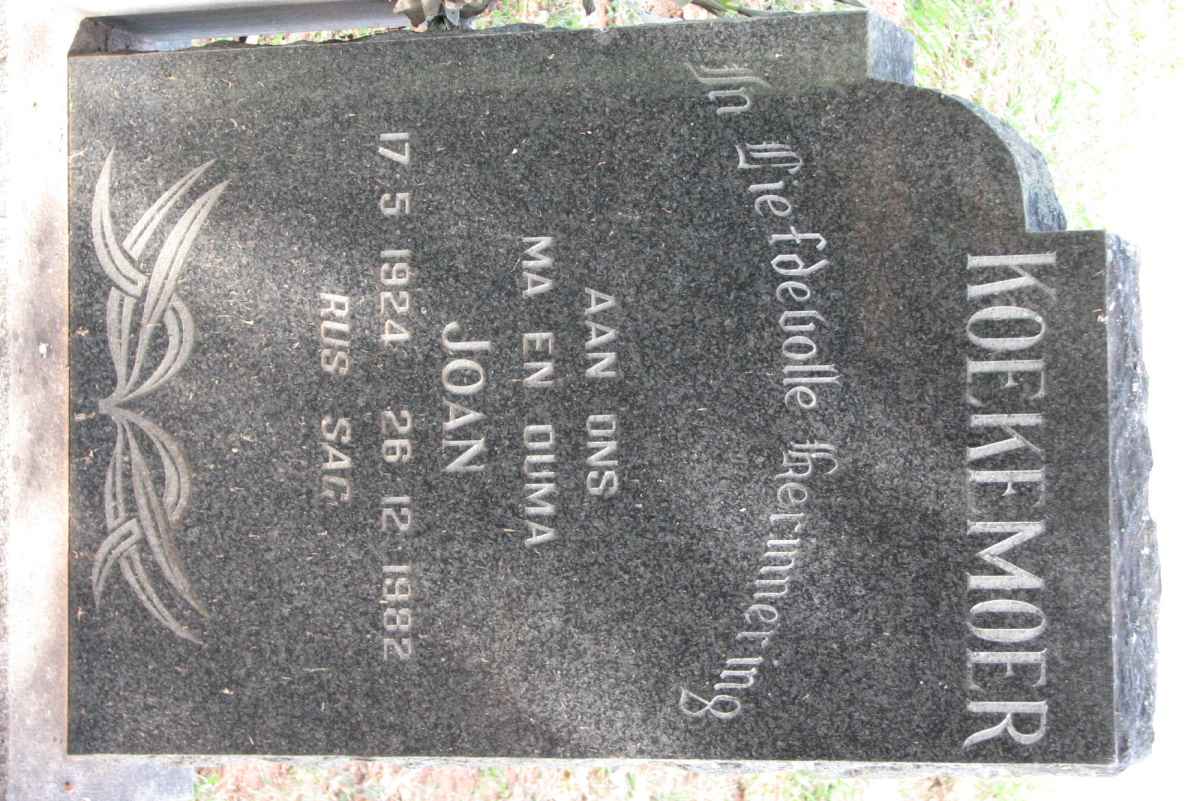 KOEKEMOER
In Liefdevolle Herinnering
AAN ONS
MA EN OUMA
JOAN
17 5 1924 26 12 1982
RUS SAG